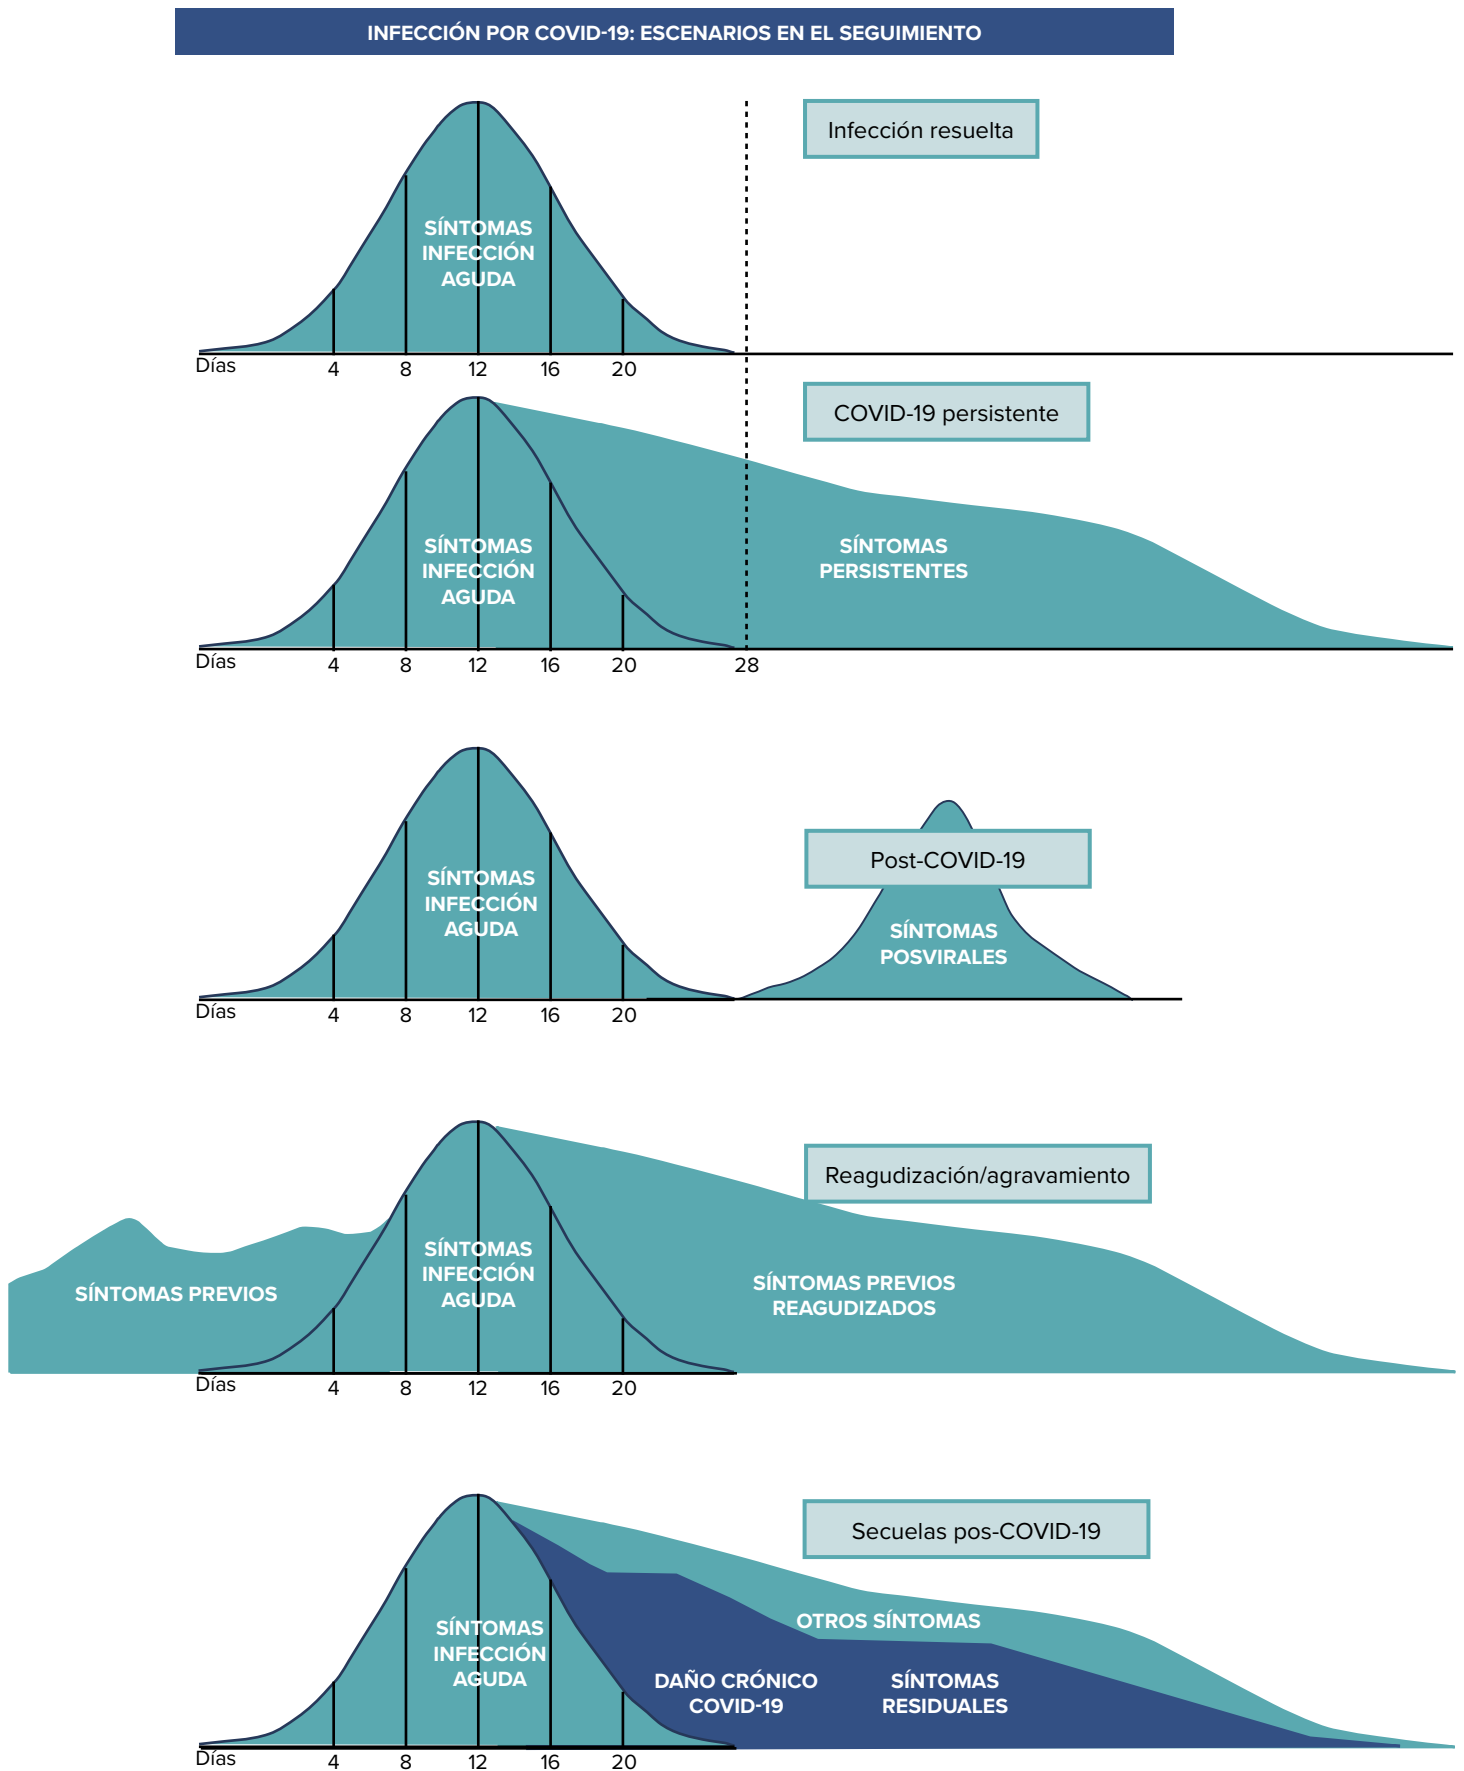 INFECCIÓN POR COVID-19: ESCENARIOS EN EL SEGUIMIENTO
Infección resuelta
SÍNTOMAS
INFECCIÓN
AGUDA
Días 4 8 12 16 20
COVID-19 persistente
SÍNTOMAS
INFECCIÓN
AGUDA
SÍNTOMAS
PERSISTENTES
Días 4 8 12 16 20 28
Post-COVID-19
SÍNTOMAS
INFECCIÓN
AGUDA
SÍNTOMAS
POSVIRALES
Días 4 8 12 16 20
Reagudización/agravamiento
SÍNTOMAS PREVIOS
SÍNTOMAS
INFECCIÓN
AGUDA
SÍNTOMAS PREVIOS
REAGUDIZADOS
Días 4 8 12 16 20
Secuelas pos-COVID-19
SÍNTOMAS
INFECCIÓN
AGUDA
OTROS SÍNTOMAS
DAÑO CRÓNICO
COVID-19
SÍNTOMAS
RESIDUALES
Días 4 8 12 16 20